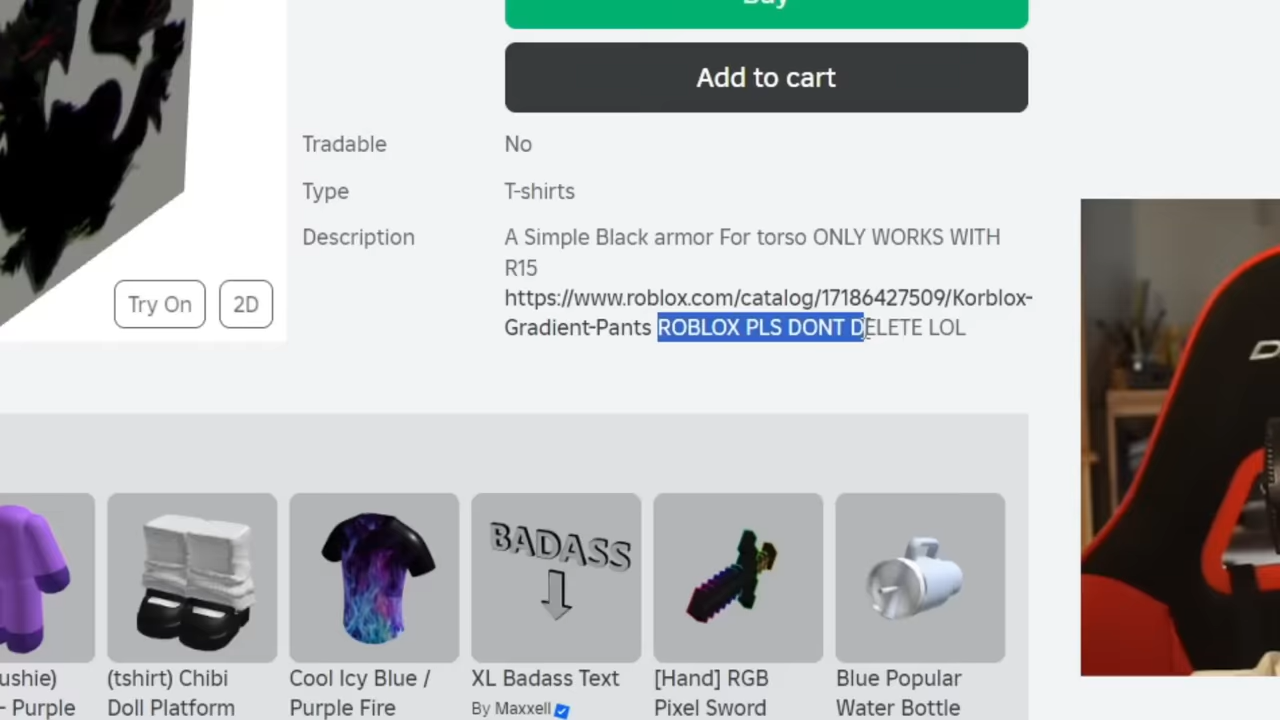 Buy
Add to cart
Tradable No
Type T-shirts
Description A Simple Black armor For torso ONLY WORKS WITH
R15
https://www.roblox.com/catalog/17186427509/Korblox-
Gradient-Pants ROBLOX PLS DONT DELETE LOL
Try On 2D
BADASS
ushie) (tshirt) Chibi Cool Icy Blue / XL Badass Text [Hand] RGB Blue Popular
- Purple Doll Platform Purple Fire By Maxxell Pixel Sword Water Bottle